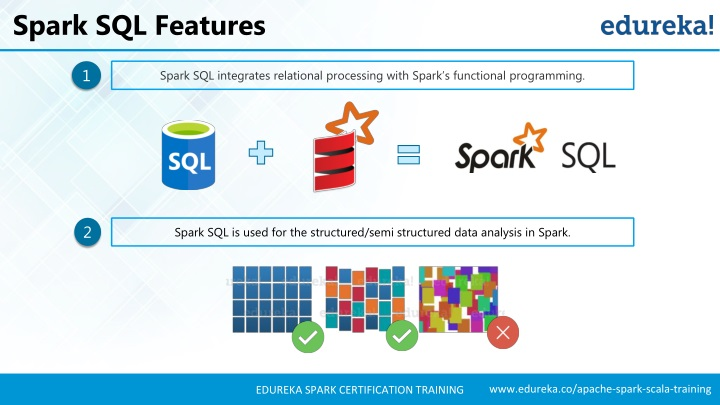 Spark SQL Features
edureka!
1
Spark SQL integrates relational processing with Spark's functional programming.
SQL
Spark SQL
2
Spark SQL is used for the structured/semi structured data analysis in Spark.
EDUREKA SPARK CERTIFICATION TRAINING
www.edureka.co/apache-spark-scala-training